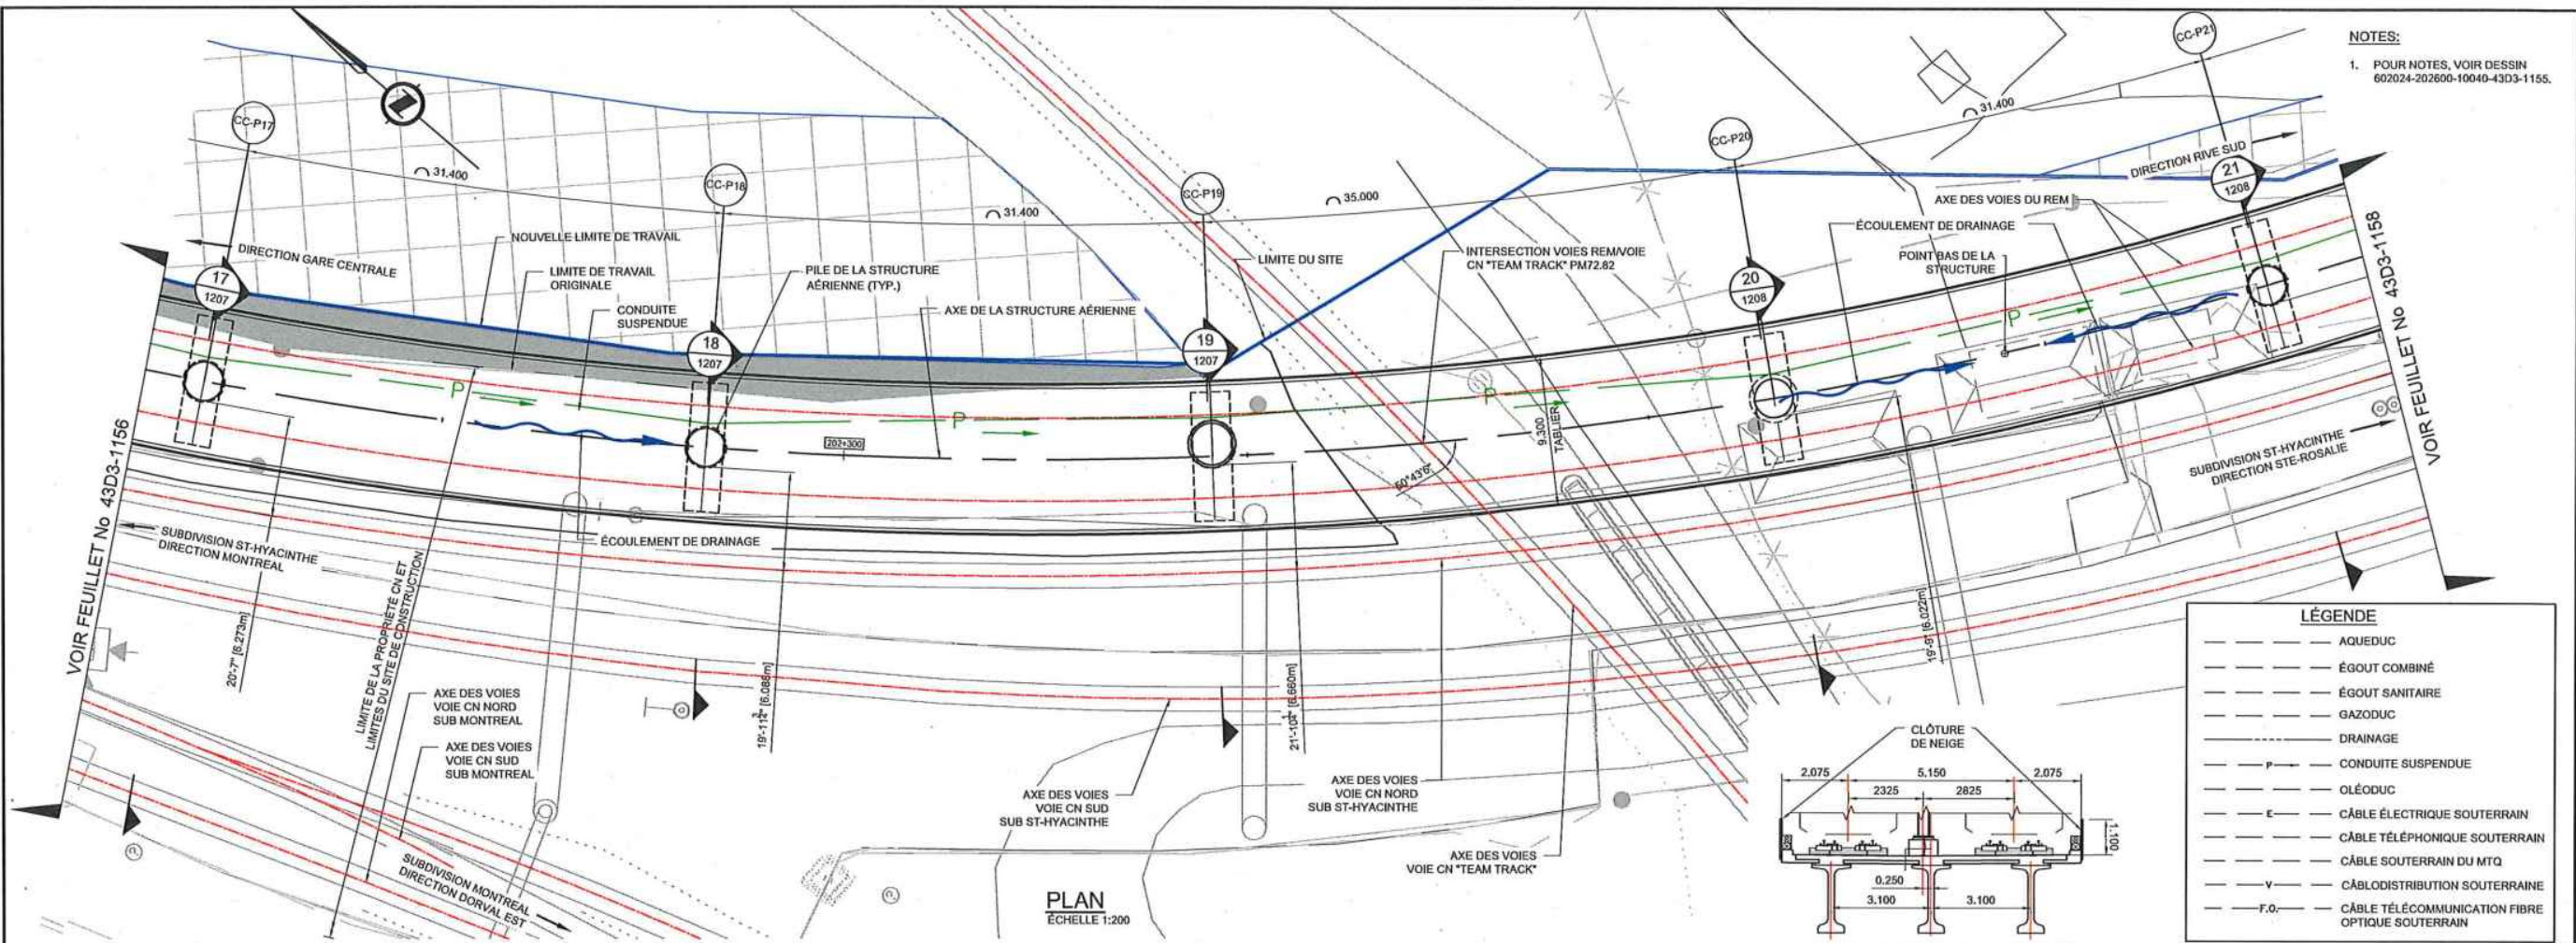 NOTES:
1. POUR NOTES, VOIR DESSIN
602024-202600-10040-43D3-1155.
CC-P17
CC-P18
CC-P19
CC-P20
CC-P21
31.400
31.400
35.000
31.400
DIRECTION GARE CENTRALE
NOUVELLE LIMITE DE TRAVAIL
LIMITE DE TRAVAIL
ORIGINALE
CONDUITE
SUSPENDUE
PILE DE LA STRUCTURE
AÉRIENNE (TYP.)
AXE DE LA STRUCTURE AÉRIENNE
LIMITE DU SITE
INTERSECTION VOIES REM/VOIE
CN "TEAM TRACK" PM72.82
DIRECTION RIVE SUD
AXE DES VOIES DU REM
ÉCOULEMENT DE DRAINAGE
POINT BAS DE LA
STRUCTURE
17
1207
18
1207
19
1207
20
1208
21
1208
P
P
P
P
202+300
9.300
TABLIER
60°43'6"
VOIR FEUILLET No 43D3-1156
VOIR FEUILLET No 43D3-1158
SUBDIVISION ST-HYACINTHE
DIRECTION MONTREAL
ÉCOULEMENT DE DRAINAGE
SUBDIVISION ST-HYACINTHE
DIRECTION STE-ROSALIE
20'-7" [6.273m]
LIMITE DE LA PROPRIÉTÉ CN ET
LIMITES DU SITE DE CONSTRUCTION
[6.086m]
[6.660m]
19'-9" [6.022m]
AXE DES VOIES
VOIE CN NORD
SUB MONTREAL
AXE DES VOIES
VOIE CN SUD
SUB MONTREAL
SUBDIVISION MONTREAL
DIRECTION DORVAL EST
AXE DES VOIES
VOIE CN SUD
SUB ST-HYACINTHE
AXE DES VOIES
VOIE CN NORD
SUB ST-HYACINTHE
AXE DES VOIES
VOIE CN "TEAM TRACK"
PLAN
ÉCHELLE 1:200
CLÔTURE
DE NEIGE
2.075
5.150
2.075
2325
2825
1.100
0.250
3.100
3.100
LÉGENDE
AQUEDUC
ÉGOUT COMBINÉ
ÉGOUT SANITAIRE
GAZODUC
DRAINAGE
P CONDUITE SUSPENDUE
OLÉODUC
E CÂBLE ÉLECTRIQUE SOUTERRAIN
CÂBLE TÉLÉPHONIQUE SOUTERRAIN
CÂBLE SOUTERRAIN DU MTQ
V CÂBLODISTRIBUTION SOUTERRAINE
F.O. CÂBLE TÉLÉCOMMUNICATION FIBRE
OPTIQUE SOUTERRAIN